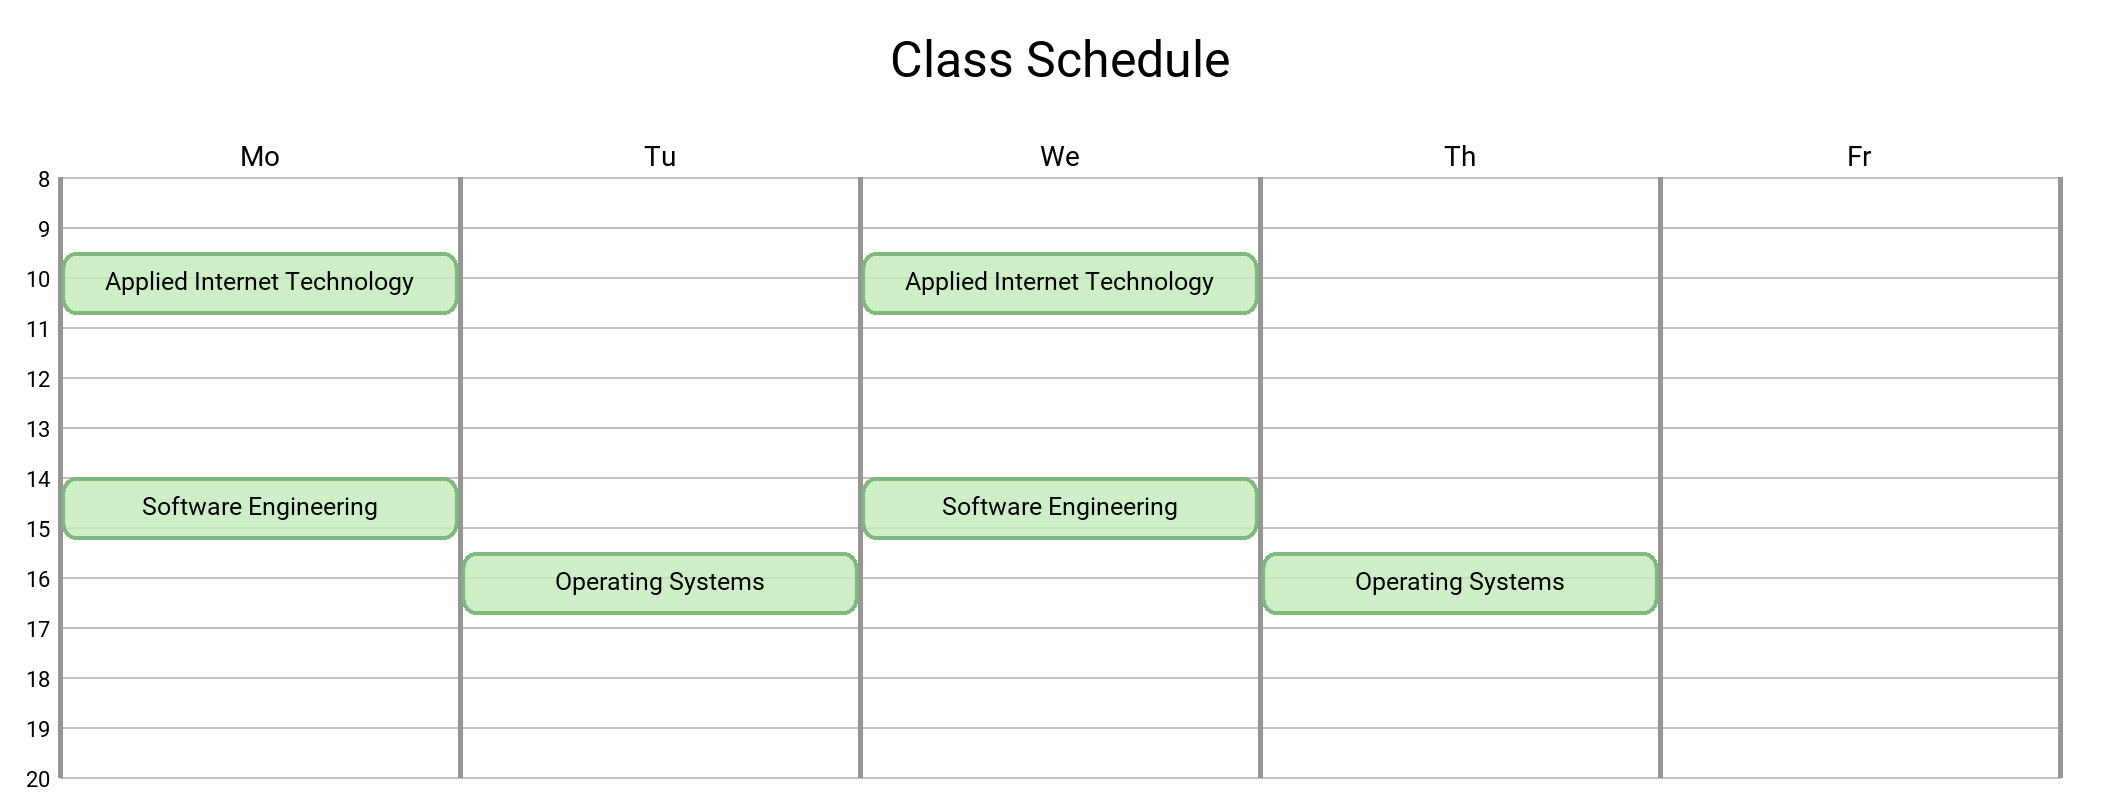 Class Schedule
Mo Tu We Th Fr
8
9
Applied Internet Technology Applied Internet Technology
10
11
12
13
14
Software Engineering Software Engineering
15
16
Operating Systems Operating Systems
17
18
19
20